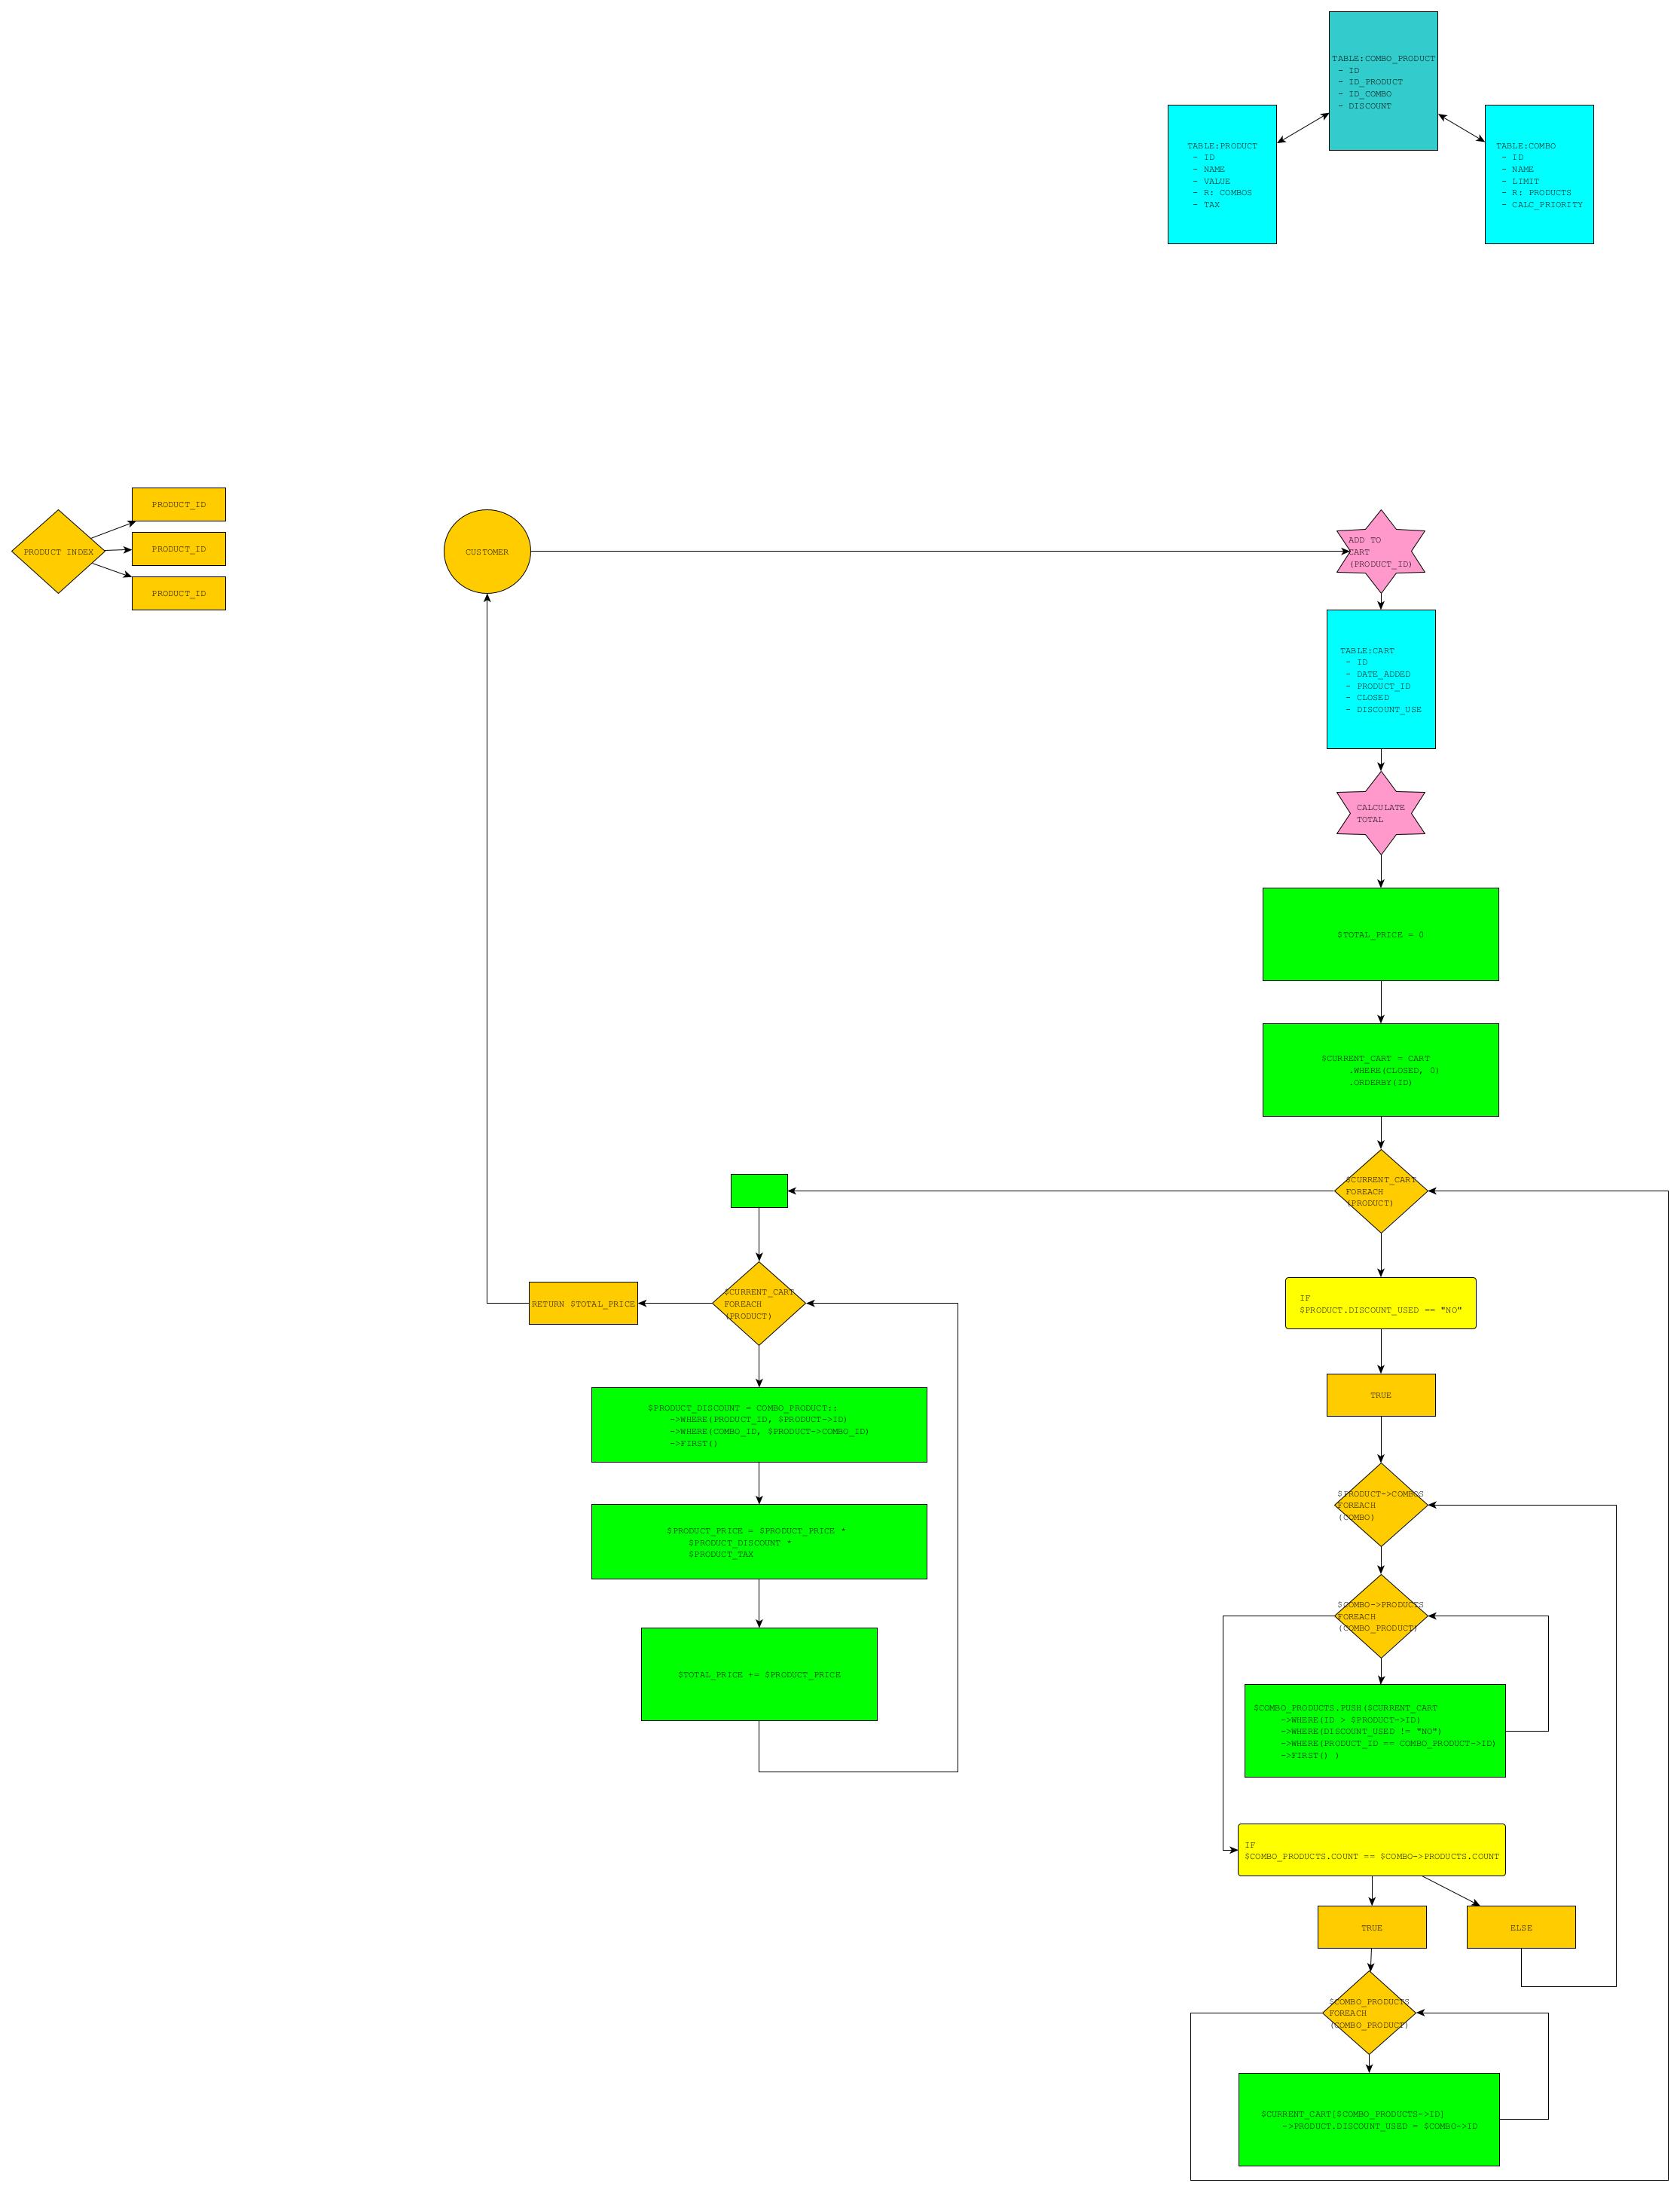 TABLE:COMBO_PRODUCT
- ID
- ID_PRODUCT
- ID_COMBO
- DISCOUNT
TABLE:PRODUCT
- ID
- NAME
- VALUE
- R: COMBOS
- TAX
TABLE:COMBO
- ID
- NAME
- LIMIT
- R: PRODUCTS
- CALC_PRIORITY
PRODUCT INDEX
PRODUCT_ID
PRODUCT_ID
PRODUCT_ID
CUSTOMER
ADD TO
CART
(PRODUCT_ID)
TABLE:CART
- ID
- DATE_ADDED
- PRODUCT_ID
- CLOSED
- DISCOUNT_USE
CALCULATE
TOTAL
$TOTAL_PRICE = 0
$CURRENT_CART = CART
.WHERE(CLOSED, 0)
.ORDERBY(ID)
$CURRENT_CART
FOREACH
(PRODUCT)
IF
$PRODUCT.DISCOUNT_USED == "NO"
TRUE
$PRODUCT->COMBOS
FOREACH
(COMBO)
$COMBO->PRODUCTS
FOREACH
(COMBO_PRODUCT)
$COMBO_PRODUCTS.PUSH($CURRENT_CART
->WHERE(ID > $PRODUCT->ID)
->WHERE(DISCOUNT_USED != "NO")
->WHERE(PRODUCT_ID == COMBO_PRODUCT->ID)
->FIRST() )
IF
$COMBO_PRODUCTS.COUNT == $COMBO->PRODUCTS.COUNT
TRUE
ELSE
$COMBO_PRODUCTS
FOREACH
(COMBO_PRODUCT)
$CURRENT_CART[$COMBO_PRODUCTS->ID]
->PRODUCT.DISCOUNT_USED = $COMBO->ID
$CURRENT_CART
FOREACH
(PRODUCT)
RETURN $TOTAL_PRICE
$PRODUCT_DISCOUNT = COMBO_PRODUCT::
->WHERE(PRODUCT_ID, $PRODUCT->ID)
->WHERE(COMBO_ID, $PRODUCT->COMBO_ID)
->FIRST()
$PRODUCT_PRICE = $PRODUCT_PRICE *
$PRODUCT_DISCOUNT *
$PRODUCT_TAX
$TOTAL_PRICE += $PRODUCT_PRICE